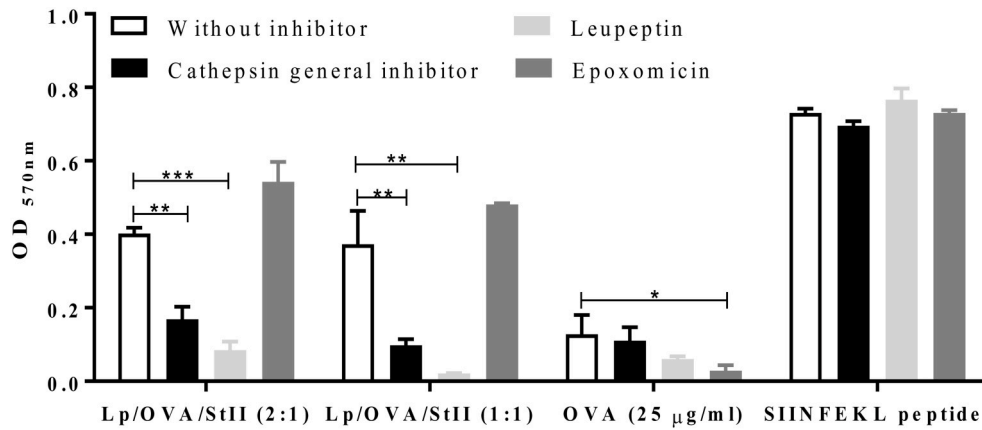 1.0
Without inhibitor Leupeptin
Cathepsin general inhibitor Epoxomicin
0.8
0.6
0.4
0.2
0.0
OD 570nm
***
**
**
**
*
Lp/OVA/StII (2:1) Lp/OVA/StII (1:1) OVA (25 μg/ml) SIINFEKL peptide